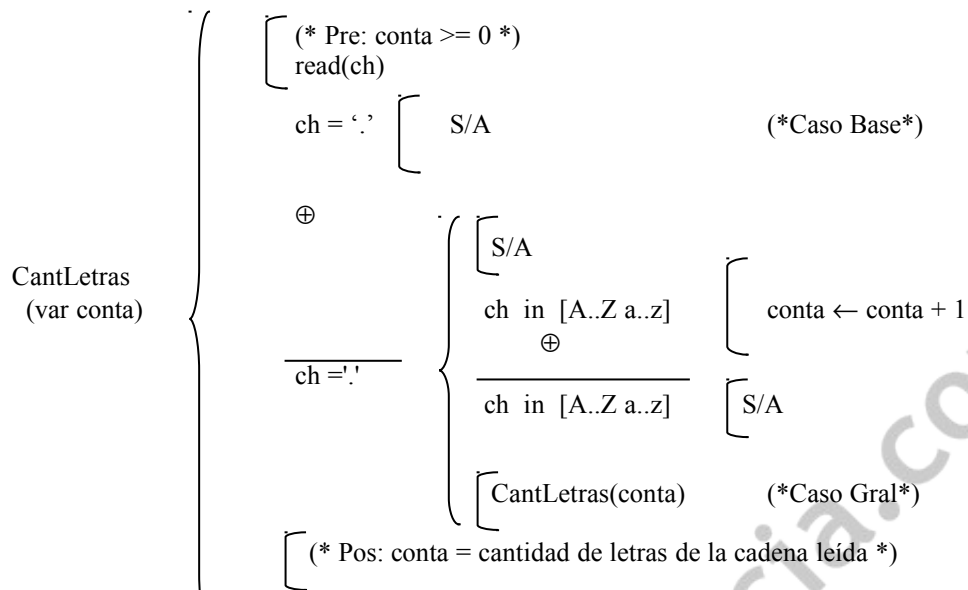 (* Pre: conta >= 0 *)
read(ch)
ch = ‘.’ S/A (*Caso Base*)
⊕
S/A
CantLetras
(var conta)
ch in [A..Z a..z] conta ← conta + 1
⊕
ch ='.'
ch in [A..Z a..z] S/A
CantLetras(conta) (*Caso Gral*)
(* Pos: conta = cantidad de letras de la cadena leída *)